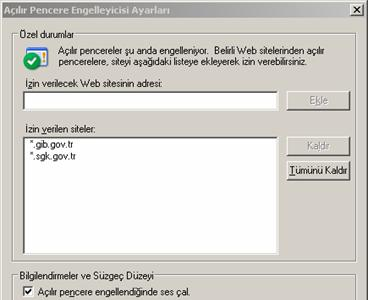 Açılır Pencere Engelleyicisi Ayarları
Özel durumlar
Açılır pencereler şu anda engelleniyor. Belirli Web sitelerinden açılır
pencerelere, siteyi aşağıdaki listeye ekleyerek izin verebilirsiniz.
İzin verilecek Web sitesinin adresi:
Ekle
İzin verilen siteler:
*.gib.gov.tr
*.sgk.gov.tr
Kaldır
Tümünü Kaldır
Bilgilendirmeler ve Süzgeç Düzeyi
Açılır pencere engellendiğinde ses çal.